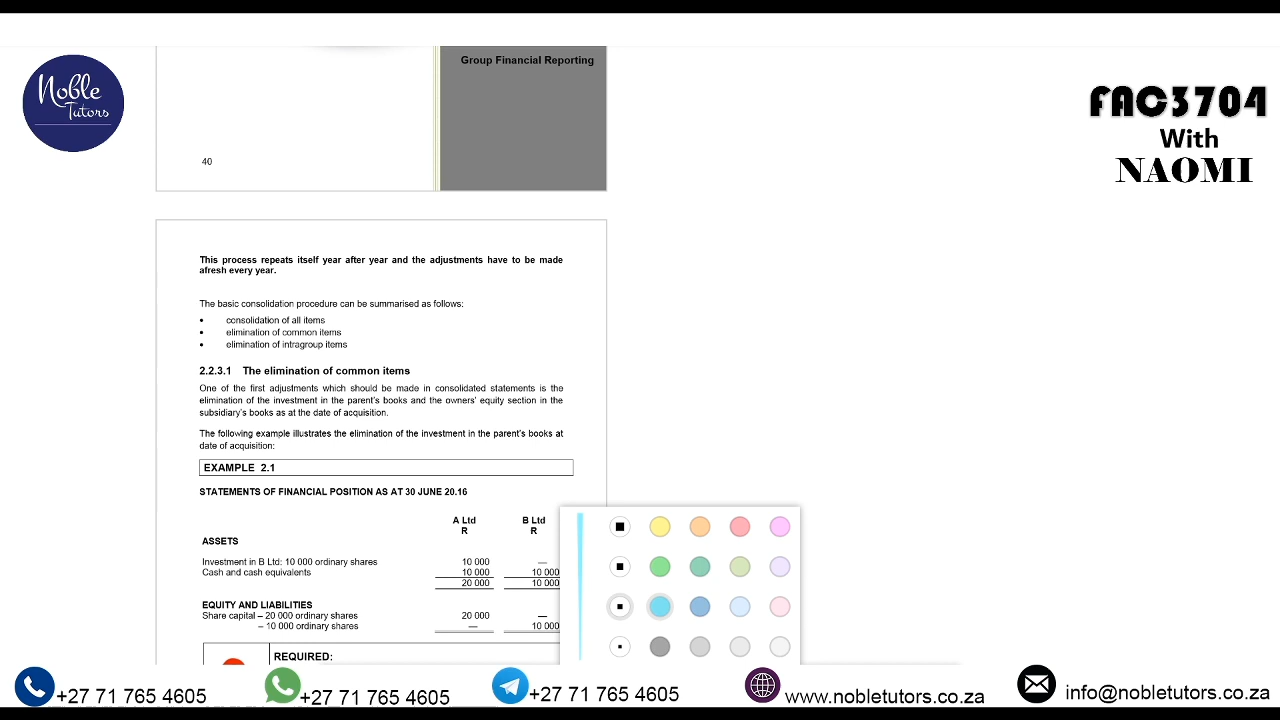 Group Financial Reporting
Noble
Tutors
FAC3704
With
NAOMI
40
This process repeats itself year after year and the adjustments have to be made
afresh every year.
The basic consolidation procedure can be summarised as follows:
• consolidation of all items
• elimination of common items
• elimination of intragroup items
2.2.3.1 The elimination of common items
One of the first adjustments which should be made in consolidated statements is the
elimination of the investment in the parent's books and the owners' equity section in the
subsidiary's books as at the date of acquisition.
The following example illustrates the elimination of the investment in the parent's books at
date of acquisition:
EXAMPLE 2.1
STATEMENTS OF FINANCIAL POSITION AS AT 30 JUNE 20.16
A Ltd B Ltd
R R
ASSETS
Investment in B Ltd: 10 000 ordinary shares 10 000 —
Cash and cash equivalents 10 000 10 000
20 000 10 000
EQUITY AND LIABILITIES
Share capital – 20 000 ordinary shares 20 000 —
– 10 000 ordinary shares — 10 000
REQUIRED:
+27 71 765 4605
+27 71 765 4605
+27 71 765 4605
www.nobletutors.co.za
info@nobletutors.co.za